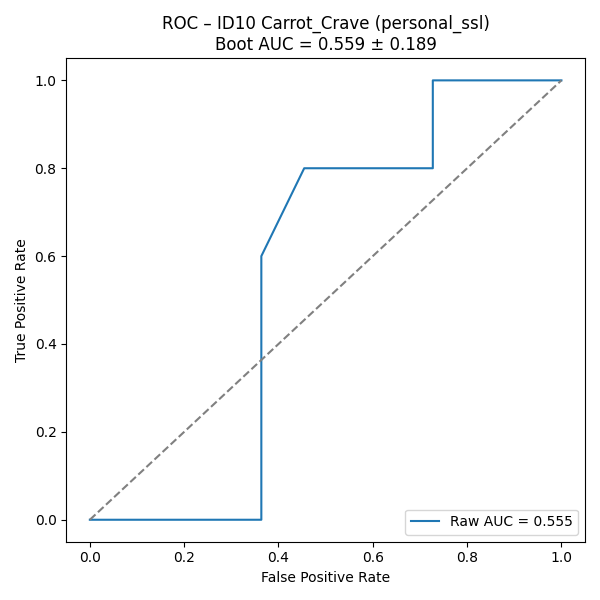 ROC – ID10 Carrot_Crave (personal_ssl)
Boot AUC = 0.559 ± 0.189
True Positive Rate
1.0
0.8
0.6
0.4
0.2
0.0
Raw AUC = 0.555
0.0 0.2 0.4 0.6 0.8 1.0
False Positive Rate